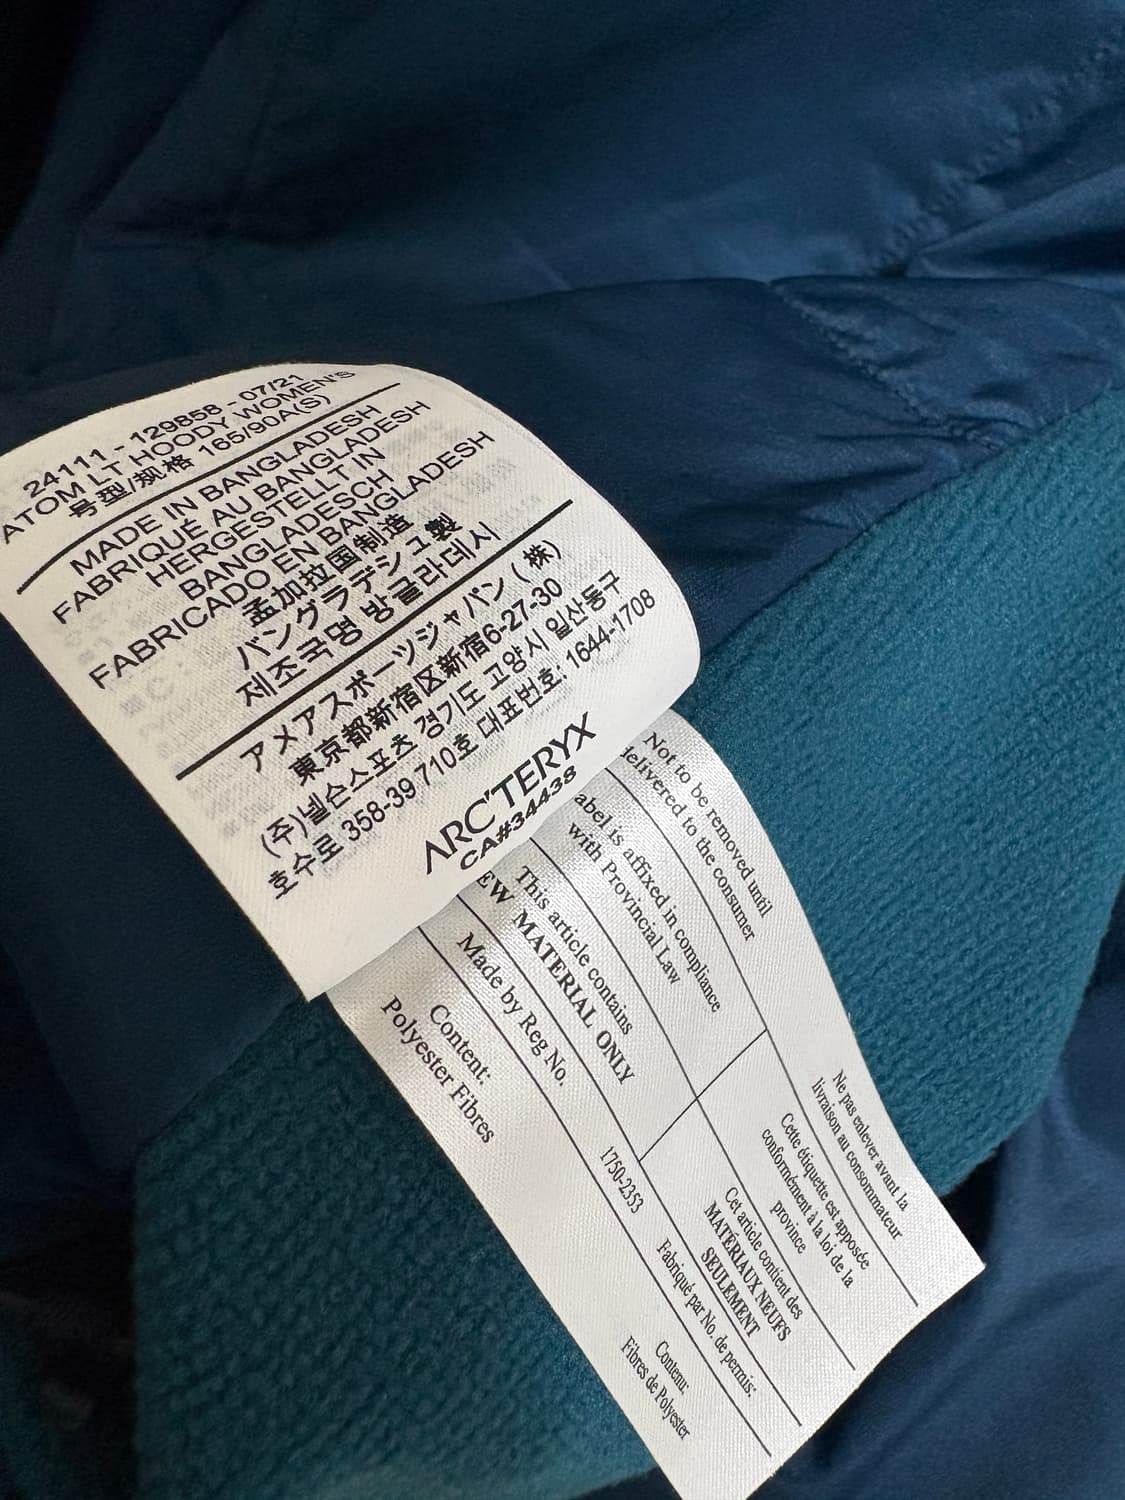 24111 - 129858 - 07/21
ATOM LT HOODY WOMEN'S
号型/规格 165/90A(S)
MADE IN BANGLADESH
FABRIQUÉ AU BANGLADESH
HERGESTELLT IN
BANGLADESCH
FABRICADO EN BANGLADESH
孟加拉国制造
バングラデシュ製
제조국명 방글라데시
アメアスポーツジャパン(株)
東京都新宿区新宿6-27-30
(주)넬슨스포츠 경기도 고양시 일산동구
호수로 358-39 710호 대표번호: 1644-1708
ARC'TERYX
CA#34438
Not to be removed until
delivered to the consumer
abel is affixed in compliance
with Provincial Law
This article contains
EW MATERIAL ONLY
Made by Reg No.
Content:
Polyester Fibres
1750-2353
Ne pas enlever avant la
livraison au consommateur
Cette étiquette est apposée
conformément à la loi de la
province
Cet article contient des
MATERIAUX NEUFS
SEULEMENT
Fabriqué par No. de permis:
Contenu:
Fibres de Polyester